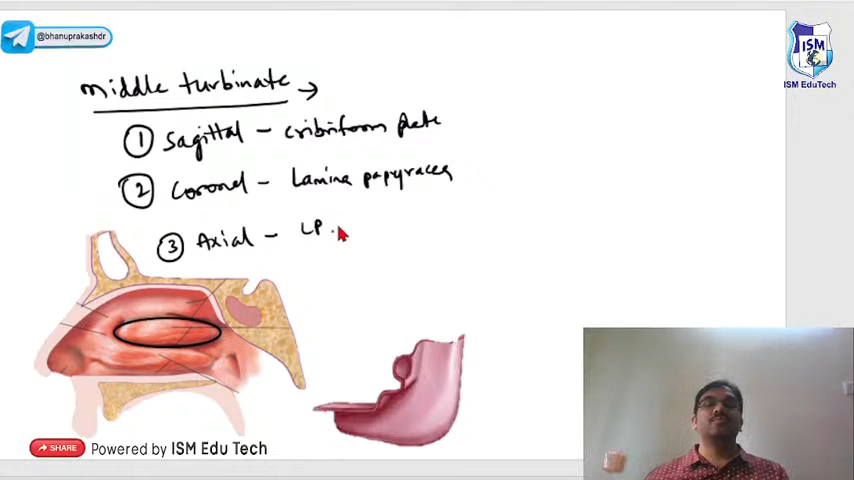 @bhanuprakashdr
ISM
ISM EduTech
middle turbinate →
① Sagittal - cribriform plate
② Coronal - Lamina papyracea
③ Axial - LP.
SHARE Powered by ISM Edu Tech